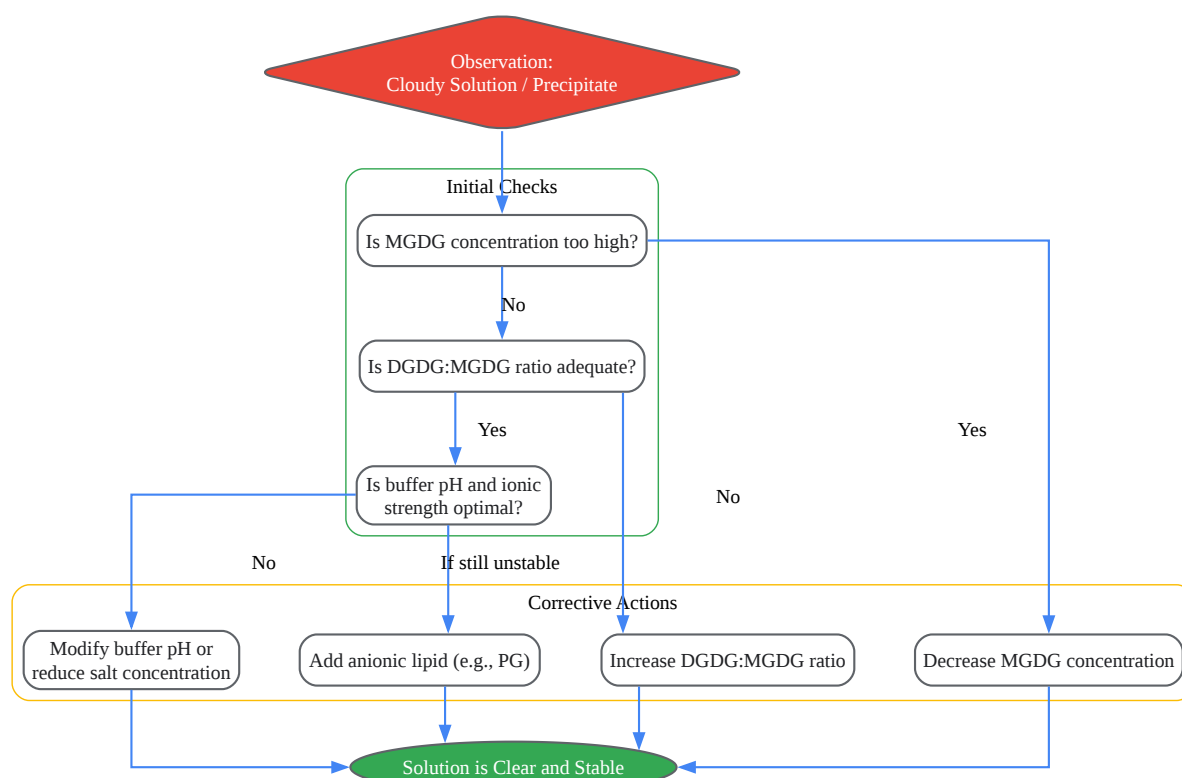 Observation:
Cloudy Solution / Precipitate
Initial Checks
Is MGDG concentration too high?
No
Is DGDG:MGDG ratio adequate?
Yes
Yes
Is buffer pH and ionic
strength optimal?
No
No
If still unstable
Corrective Actions
Modify buffer pH or
reduce salt concentration
Add anionic lipid (e.g., PG)
Increase DGDG:MGDG ratio
Decrease MGDG concentration
Solution is Clear and Stable